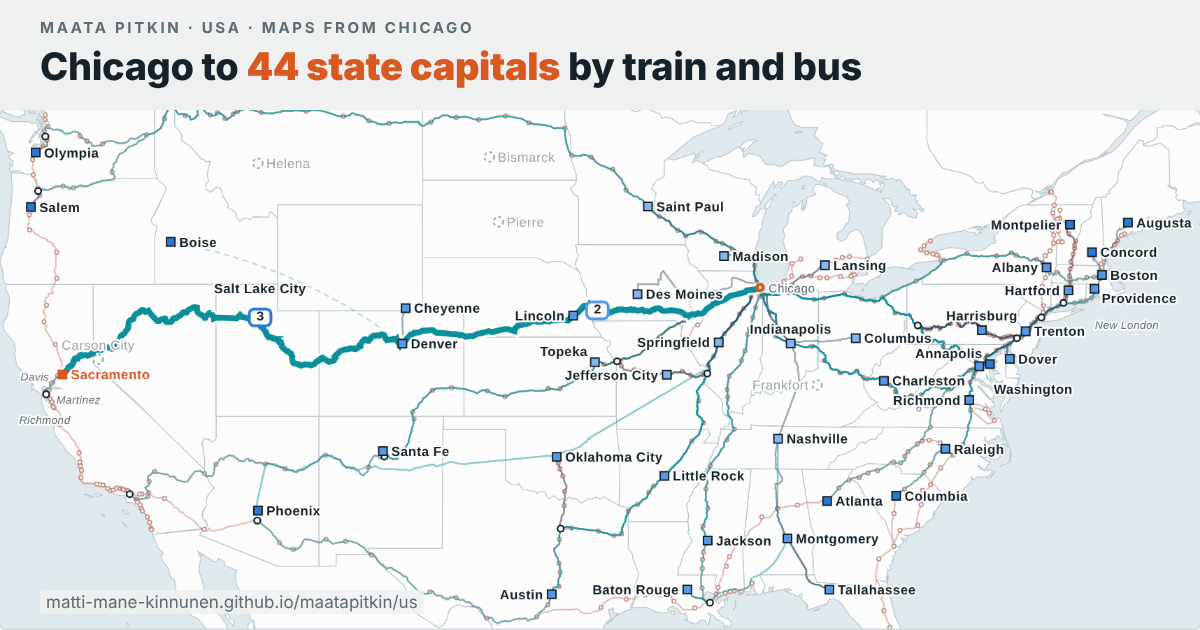 MAATA PITKIN · USA · MAPS FROM CHICAGO
Chicago to 44 state capitals by train and bus
Olympia
Helena
Bismarck
Salem
Saint Paul
Pierre
Montpelier
Augusta
Boise
Madison
Concord
Lansing
Albany
Boston
Salt Lake City
Des Moines
Chicago
Hartford
Providence
Cheyenne
Lincoln
2
3
Harrisburg
New London
Indianapolis
Trenton
Carson City
Denver
Springfield
Columbus
Topeka
Annapolis
Dover
Davis
Sacramento
Jefferson City
Frankfort
Charleston
Washington
Martinez
Richmond
Richmond
Santa Fe
Nashville
Raleigh
Oklahoma City
Little Rock
Atlanta
Columbia
Phoenix
Jackson
Montgomery
Austin
Baton Rouge
Tallahassee
matti-mane-kinnunen.github.io/maatapitkin/us